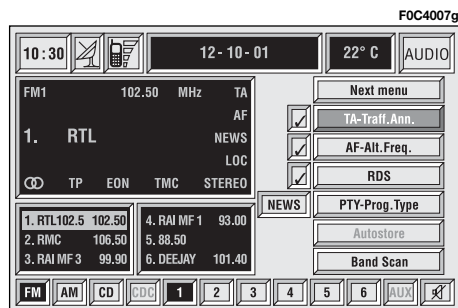 F0C4007g
10:30 12-10-01 22° C AUDIO
FM1 102.50 MHz TA
AF
1. RTL NEWS
LOC
TP EON TMC STEREO
Next menu
TA-Traff.Ann.
AF-Alt.Freq.
RDS
NEWS PTY-Prog.Type
Autostore
Band Scan
1. RTL102.5 102.50
2. RMC 106.50
3. RAI MF3 99.90
4. RAI MF1 93.00
5. 88.50
6. DEEJAY 101.40
FM AM CD CDC 1 2 3 4 5 6 AUX